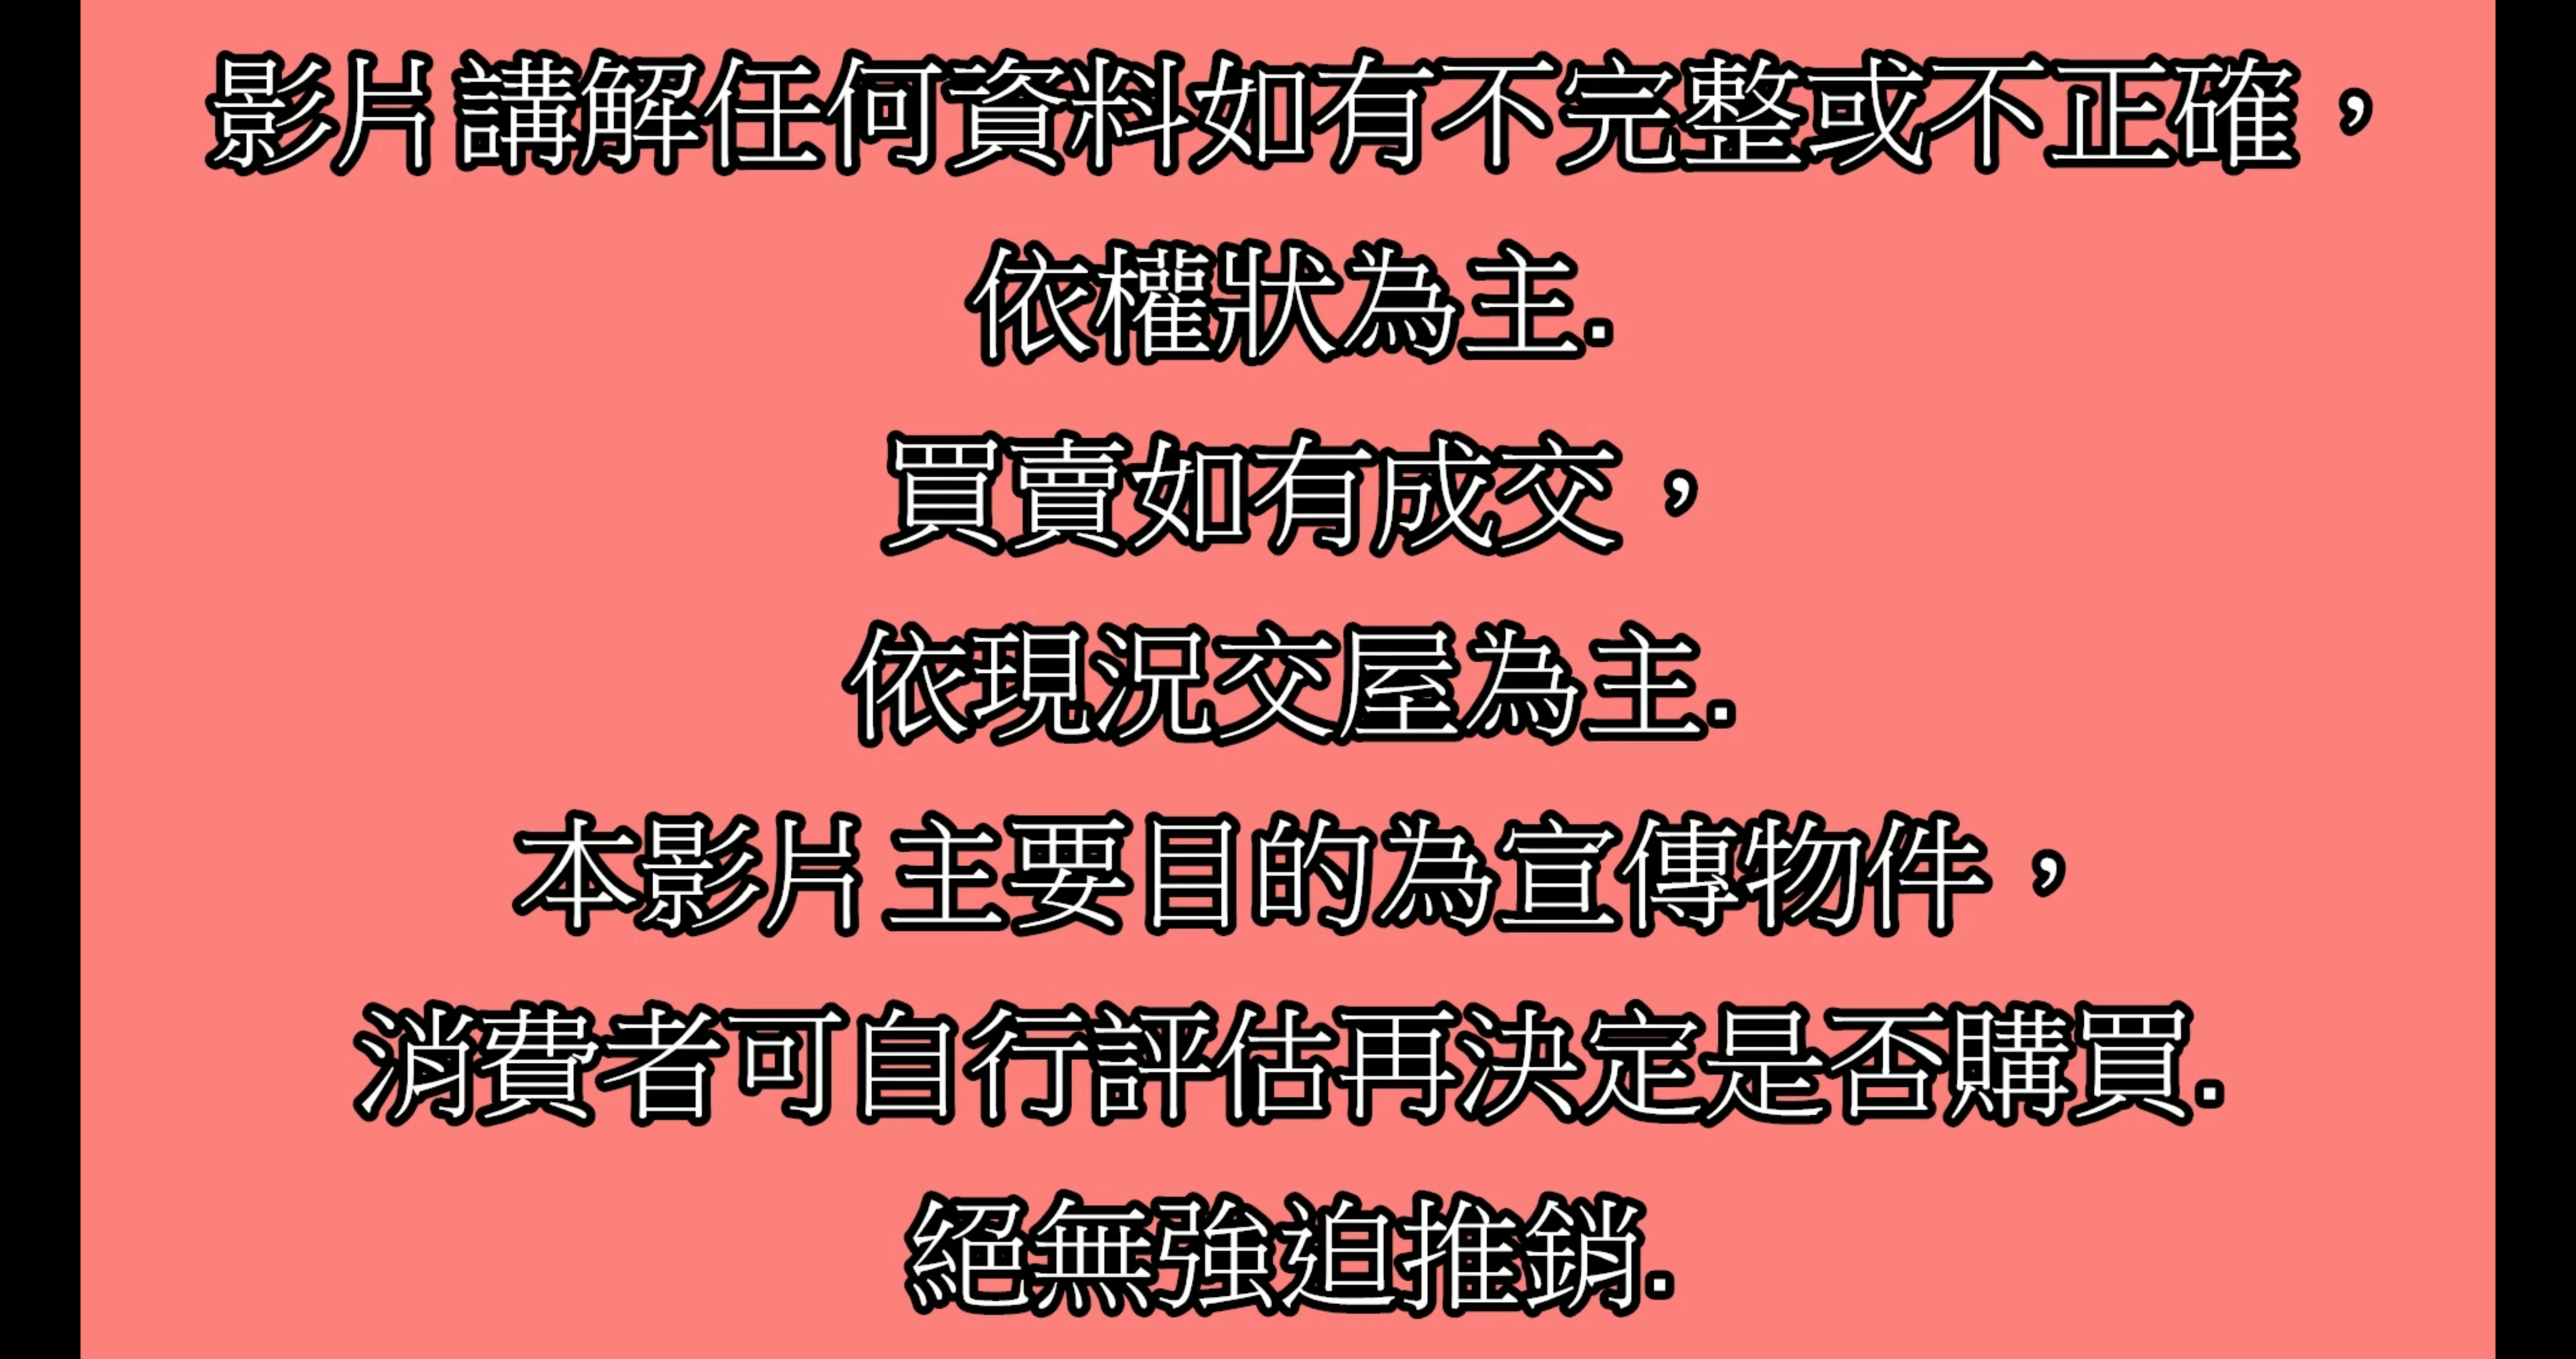 影片講解任何資料如有不完整或不正確，
依權狀為主.
買賣如有成交，
依現況交屋為主.
本影片主要目的為宣傳物件，
消費者可自行評估再決定是否購買.
絕無強迫推銷.